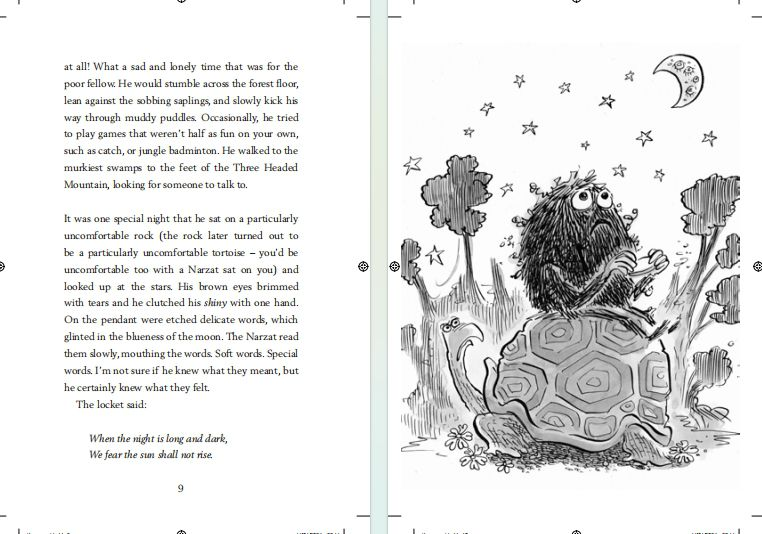 at all! What a sad and lonely time that was for the
poor fellow. He would stumble across the forest floor,
lean against the sobbing saplings, and slowly kick his
way through muddy puddles. Occasionally, he tried
to play games that weren't half as fun on your own,
such as catch, or jungle badminton. He walked to the
murkiest swamps to the feet of the Three Headed
Mountain, looking for someone to talk to.
It was one special night that he sat on a particularly
uncomfortable rock (the rock later turned out to
be a particularly uncomfortable tortoise – you'd be
uncomfortable too with a Narzat sat on you) and
looked up at the stars. His brown eyes brimmed
with tears and he clutched his shiny with one hand.
On the pendant were etched delicate words, which
glinted in the blueness of the moon. The Narzat read
them slowly, mouthing the words. Soft words. Special
words. I'm not sure if he knew what they meant, but
he certainly knew what they felt.
The locket said:
When the night is long and dark,
We fear the sun shall not rise.
9